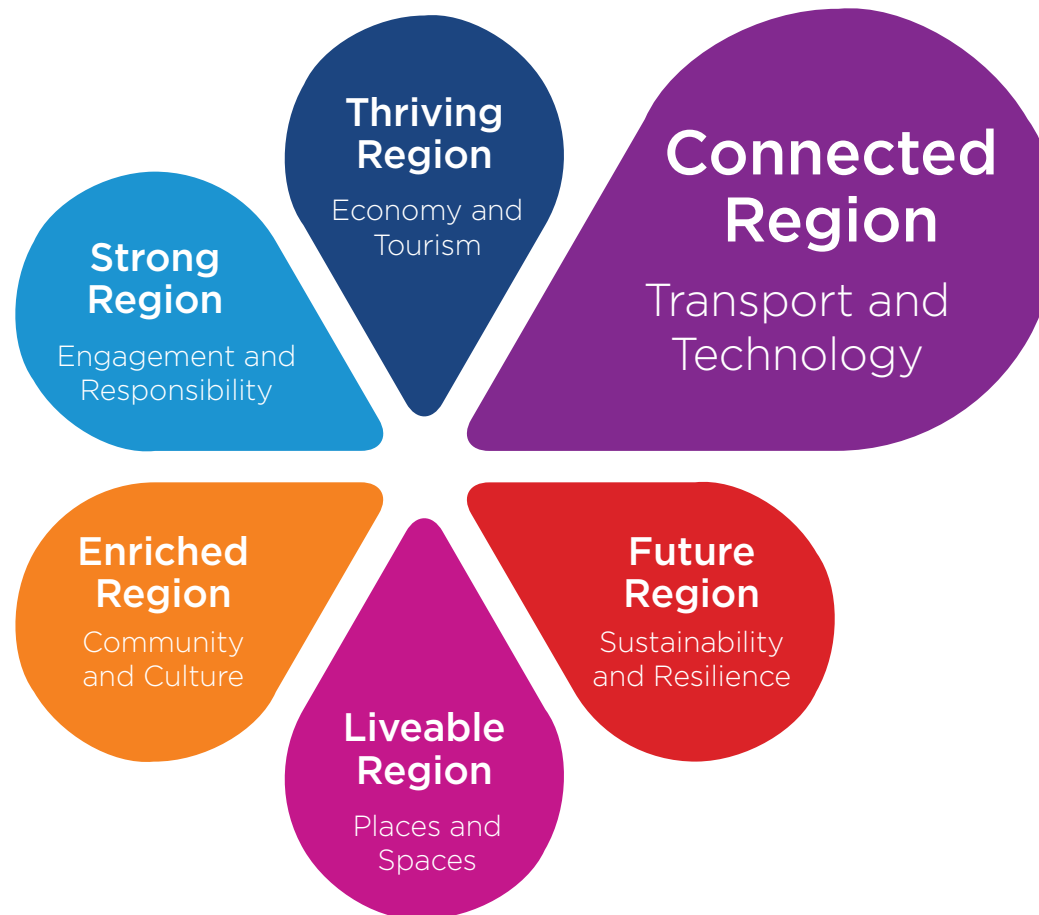 Thriving
Region
Economy and
Tourism
Connected
Region
Transport and
Technology
Strong
Region
Engagement and
Responsibility
Enriched
Region
Community
and Culture
Future
Region
Sustainability
and Resilience
Liveable
Region
Places and
Spaces